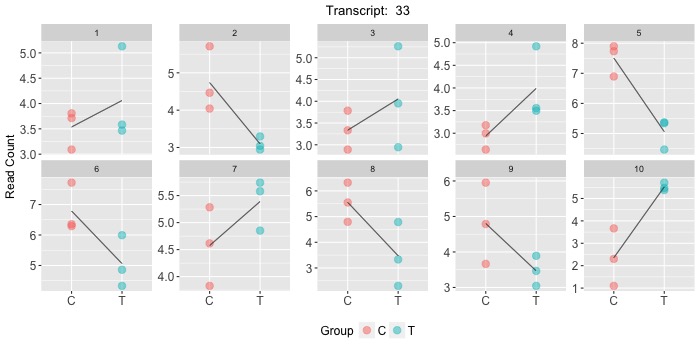 Transcript: 33
1 2 3 4 5
5.0 4.5 4.0 3.5 3.0
5 4 3
5.0 4.5 4.0 3.5 3.0
5.0 4.5 4.0 3.5 3.0
8 7 6 5
Read Count
6 7 8 9 10
7 6 5
5.5 5.0 4.5 4.0
6 5 4 3
6 5 4 3
5 4 3 2 1
C T C T C T C T C T
Group C T